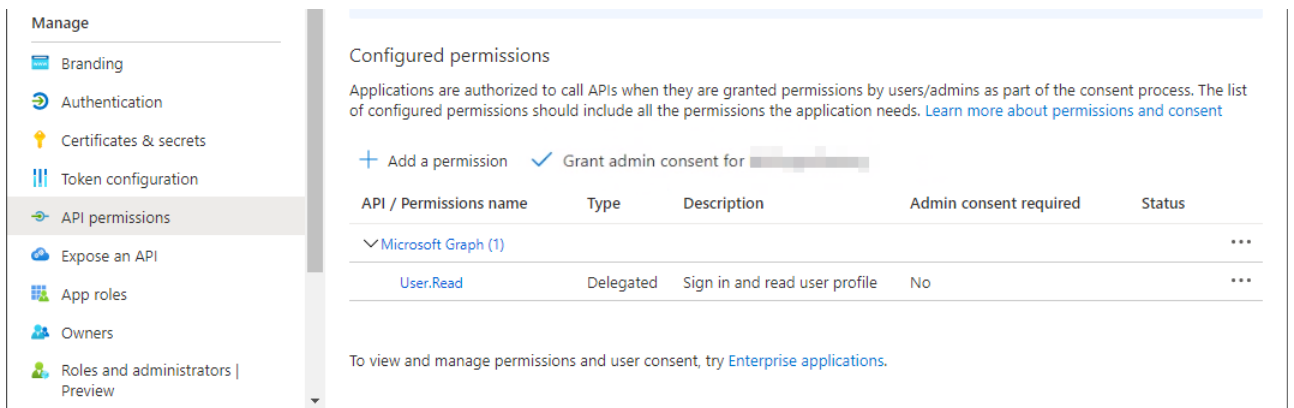 Manage
Branding
Authentication
Certificates & secrets
Token configuration
API permissions
Expose an API
App roles
Owners
Roles and administrators |
Preview
Configured permissions
Applications are authorized to call APIs when they are granted permissions by users/admins as part of the consent process. The list
of configured permissions should include all the permissions the application needs. Learn more about permissions and consent
Add a permission Grant admin consent for
API / Permissions name Type Description Admin consent required Status
Microsoft Graph (1)
User.Read Delegated Sign in and read user profile No
To view and manage permissions and user consent, try Enterprise applications.